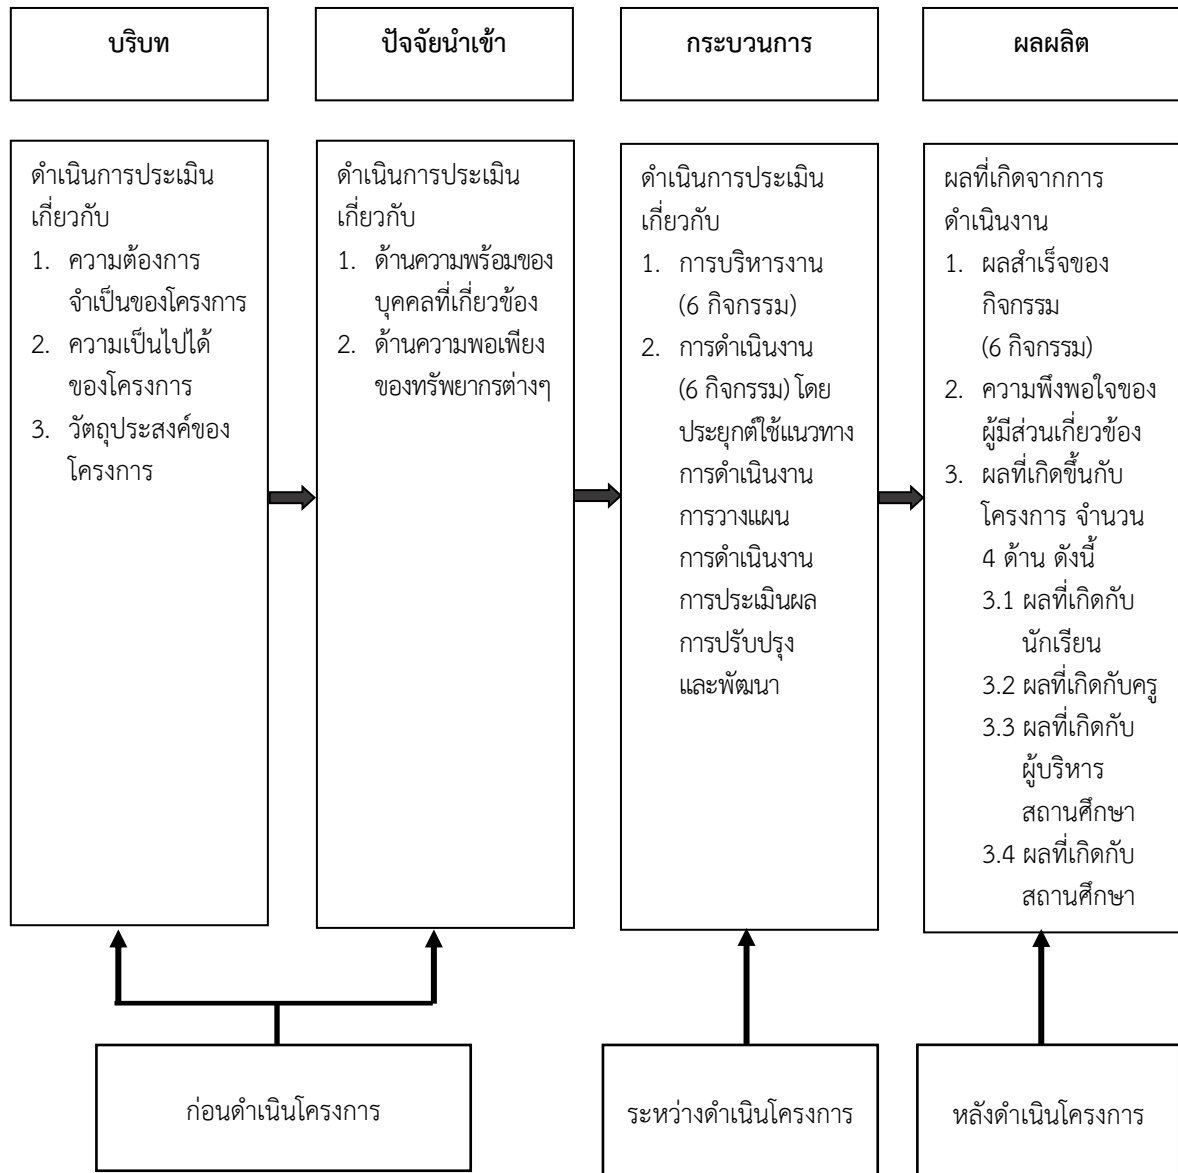 บริบท
ปัจจัยนำเข้า
กระบวนการ
ผลผลิต
ดำเนินการประเมิน
เกี่ยวกับ
1. ความต้องการ
จำเป็นของโครงการ
2. ความเป็นไปได้
ของโครงการ
3. วัตถุประสงค์ของ
โครงการ
ดำเนินการประเมิน
เกี่ยวกับ
1. ด้านความพร้อมของ
บุคคลที่เกี่ยวข้อง
2. ด้านความพอเพียง
ของทรัพยากรต่างๆ
ดำเนินการประเมิน
เกี่ยวกับ
1. การบริหารงาน
(6 กิจกรรม)
2. การดำเนินงาน
(6 กิจกรรม) โดย
ประยุกต์ใช้แนวทาง
การดำเนินงาน
การวางแผน
การดำเนินงาน
การประเมินผล
การปรับปรุง
และพัฒนา
ผลที่เกิดจากการ
ดำเนินงาน
1. ผลสำเร็จของ
กิจกรรม
(6 กิจกรรม)
2. ความพึงพอใจของ
ผู้มีส่วนเกี่ยวข้อง
3. ผลที่เกิดขึ้นกับ
โครงการ จำนวน
4 ด้าน ดังนี้
3.1 ผลที่เกิดกับ
นักเรียน
3.2 ผลที่เกิดกับครู
3.3 ผลที่เกิดกับ
ผู้บริหาร
สถานศึกษา
3.4 ผลที่เกิดกับ
สถานศึกษา
ก่อนดำเนินโครงการ
ระหว่างดำเนินโครงการ
หลังดำเนินโครงการ